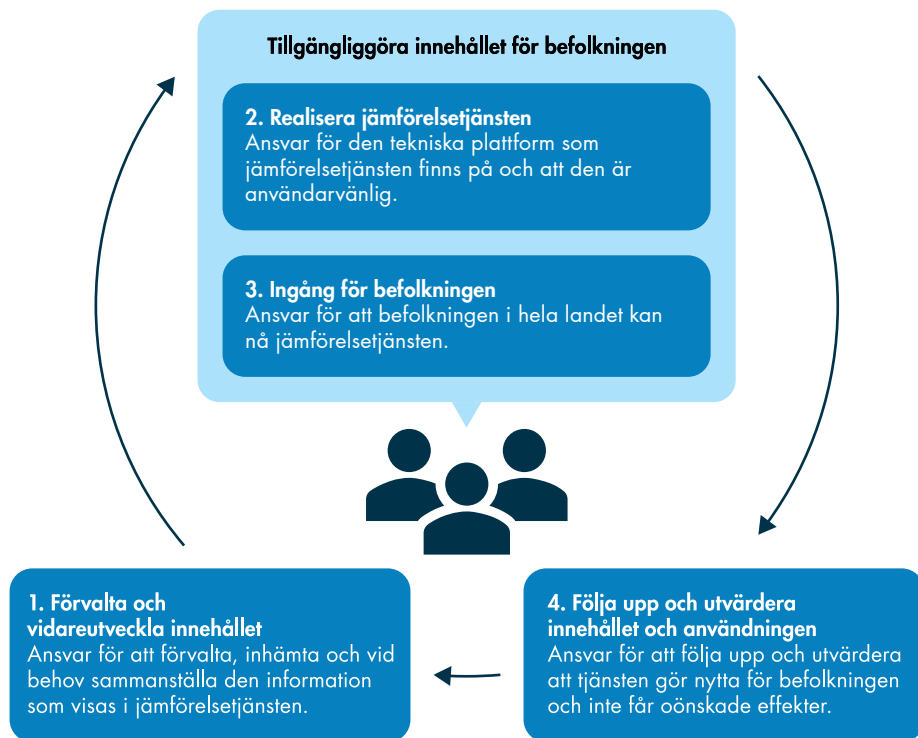 Tillgängliggöra innehållet för befolkningen
2. Realisera jämförelsetjänsten
Ansvar för den tekniska plattform som
jämförelsetjänsten finns på och att den är
användarvänlig.
3. Ingång för befolkningen
Ansvar för att befolkningen i hela landet kan
nå jämförelsetjänsten.
1. Förvalta och
vidareutveckla innehållet
Ansvar för att förvalta, inhämta och vid
behov sammanställa den information
som visas i jämförelsetjänsten.
4. Följa upp och utvärdera
innehållet och användningen
Ansvar för att följa upp och utvärdera
att tjänsten gör nytta för befolkningen
och inte får oönskade effekter.